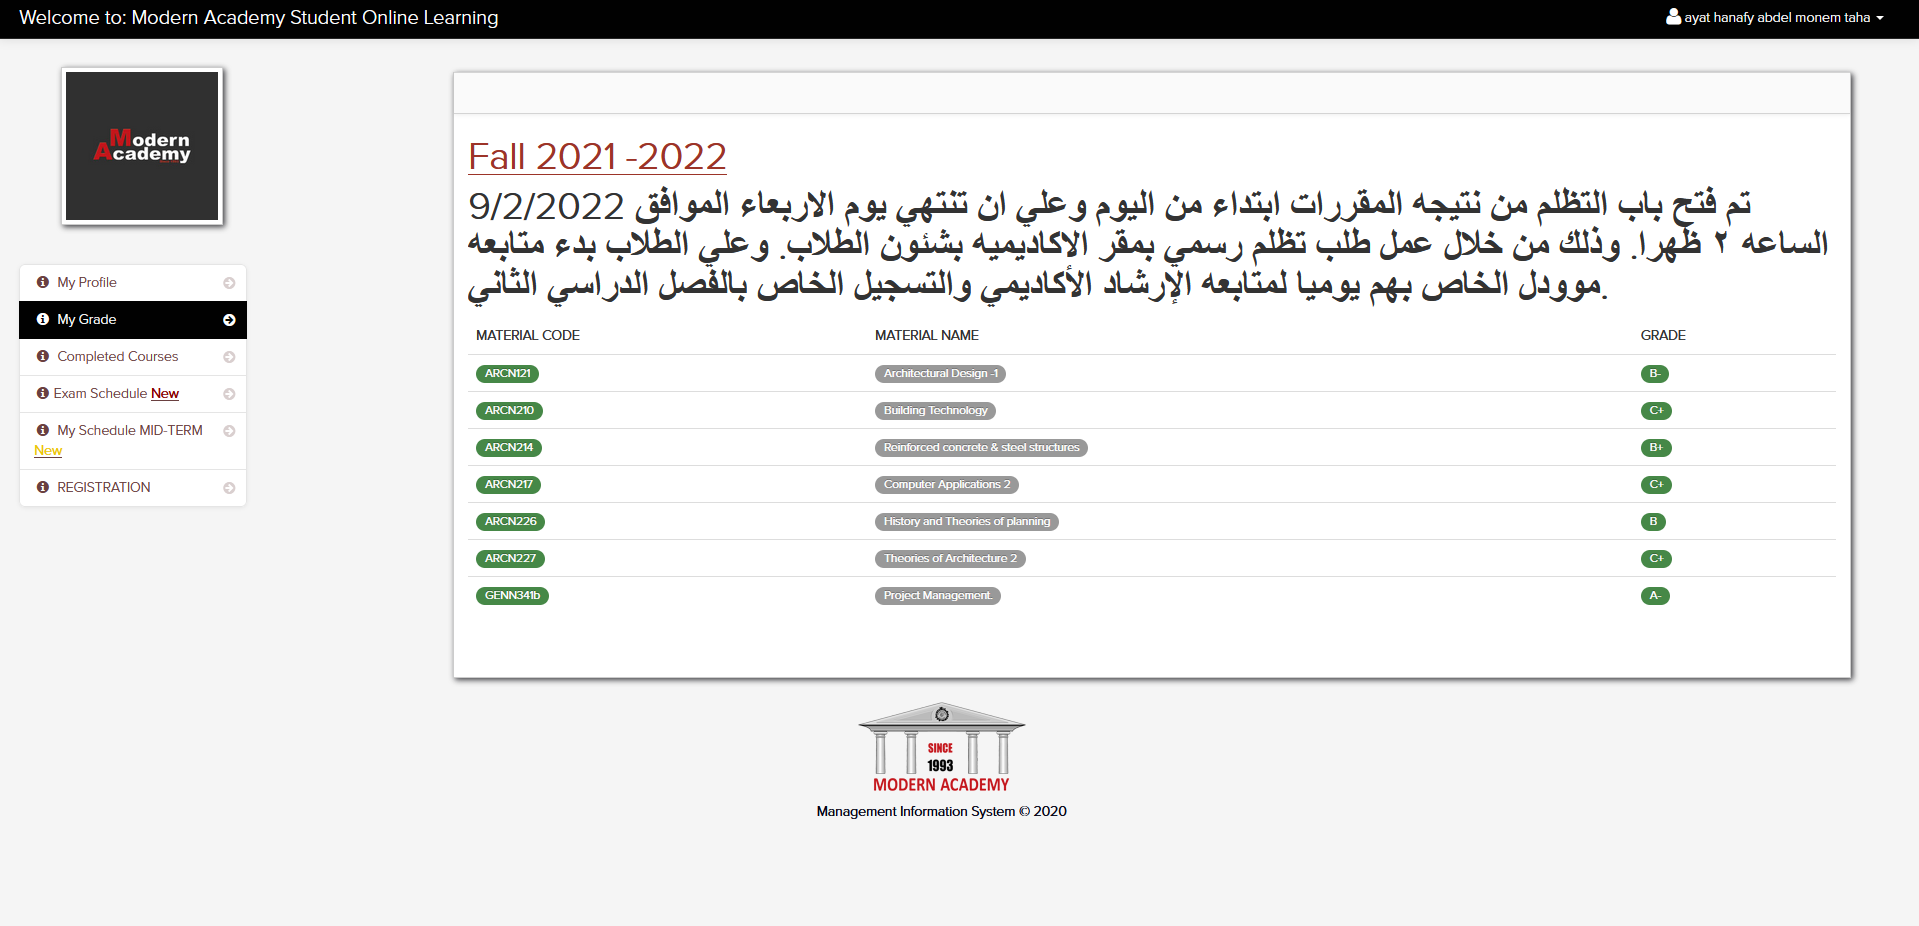 Welcome to: Modern Academy Student Online Learning
ayat hanafy abdel monem taha
Modern
Academy
My Profile
My Grade
Completed Courses
Exam Schedule New
My Schedule MID-TERM
New
REGISTRATION
Fall 2021 -2022
تم فتح باب التظلم من نتيجه المقررات ابتداء من اليوم وعلي ان تنتهي يوم الاربعاء الموافق 9/2/2022
الساعه ٢ ظهرا. وذلك من خلال عمل طلب تظلم رسمي بمقر الاكاديميه بشئون الطلاب. وعلي الطلاب بدء متابعه
موودل الخاص بهم يوميا لمتابعه الإرشاد الأكاديمي والتسجيل الخاص بالفصل الدراسي الثاني.
MATERIAL CODE MATERIAL NAME GRADE
ARCN121 Architectural Design -1 B-
ARCN210 Building Technology C+
ARCN214 Reinforced concrete & steel structures B+
ARCN217 Computer Applications 2 C+
ARCN226 History and Theories of planning B
ARCN227 Theories of Architecture 2 C+
GENN341b Project Management. A-
SINCE
1993
MODERN ACADEMY
Management Information System © 2020